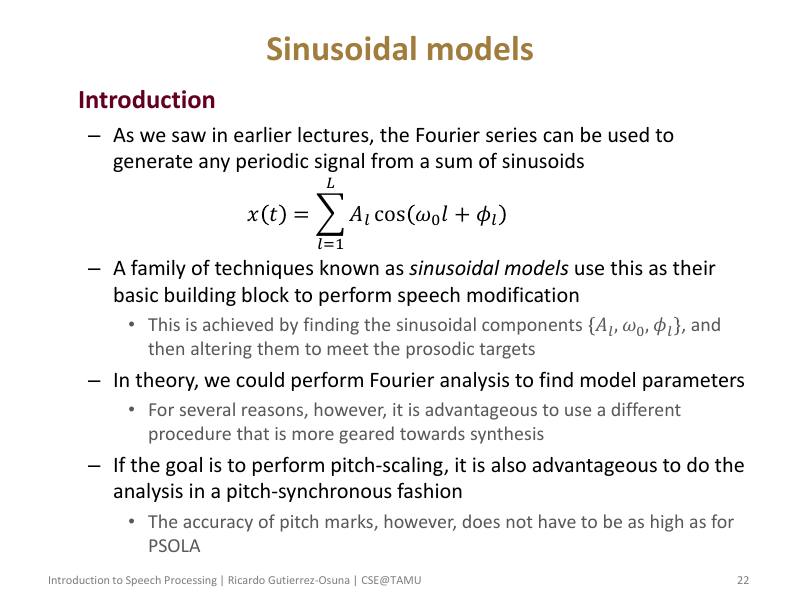 Sinusoidal models
Introduction
– As we saw in earlier lectures, the Fourier series can be used to
generate any periodic signal from a sum of sinusoids
x(t) = ∑_{l=1}^{L} A_l cos(ω_0 l + ϕ_l)
– A family of techniques known as sinusoidal models use this as their
basic building block to perform speech modification
• This is achieved by finding the sinusoidal components {A_l, ω_0, ϕ_l}, and
then altering them to meet the prosodic targets
– In theory, we could perform Fourier analysis to find model parameters
• For several reasons, however, it is advantageous to use a different
procedure that is more geared towards synthesis
– If the goal is to perform pitch-scaling, it is also advantageous to do the
analysis in a pitch-synchronous fashion
• The accuracy of pitch marks, however, does not have to be as high as for
PSOLA
Introduction to Speech Processing | Ricardo Gutierrez-Osuna | CSE@TAMU 22